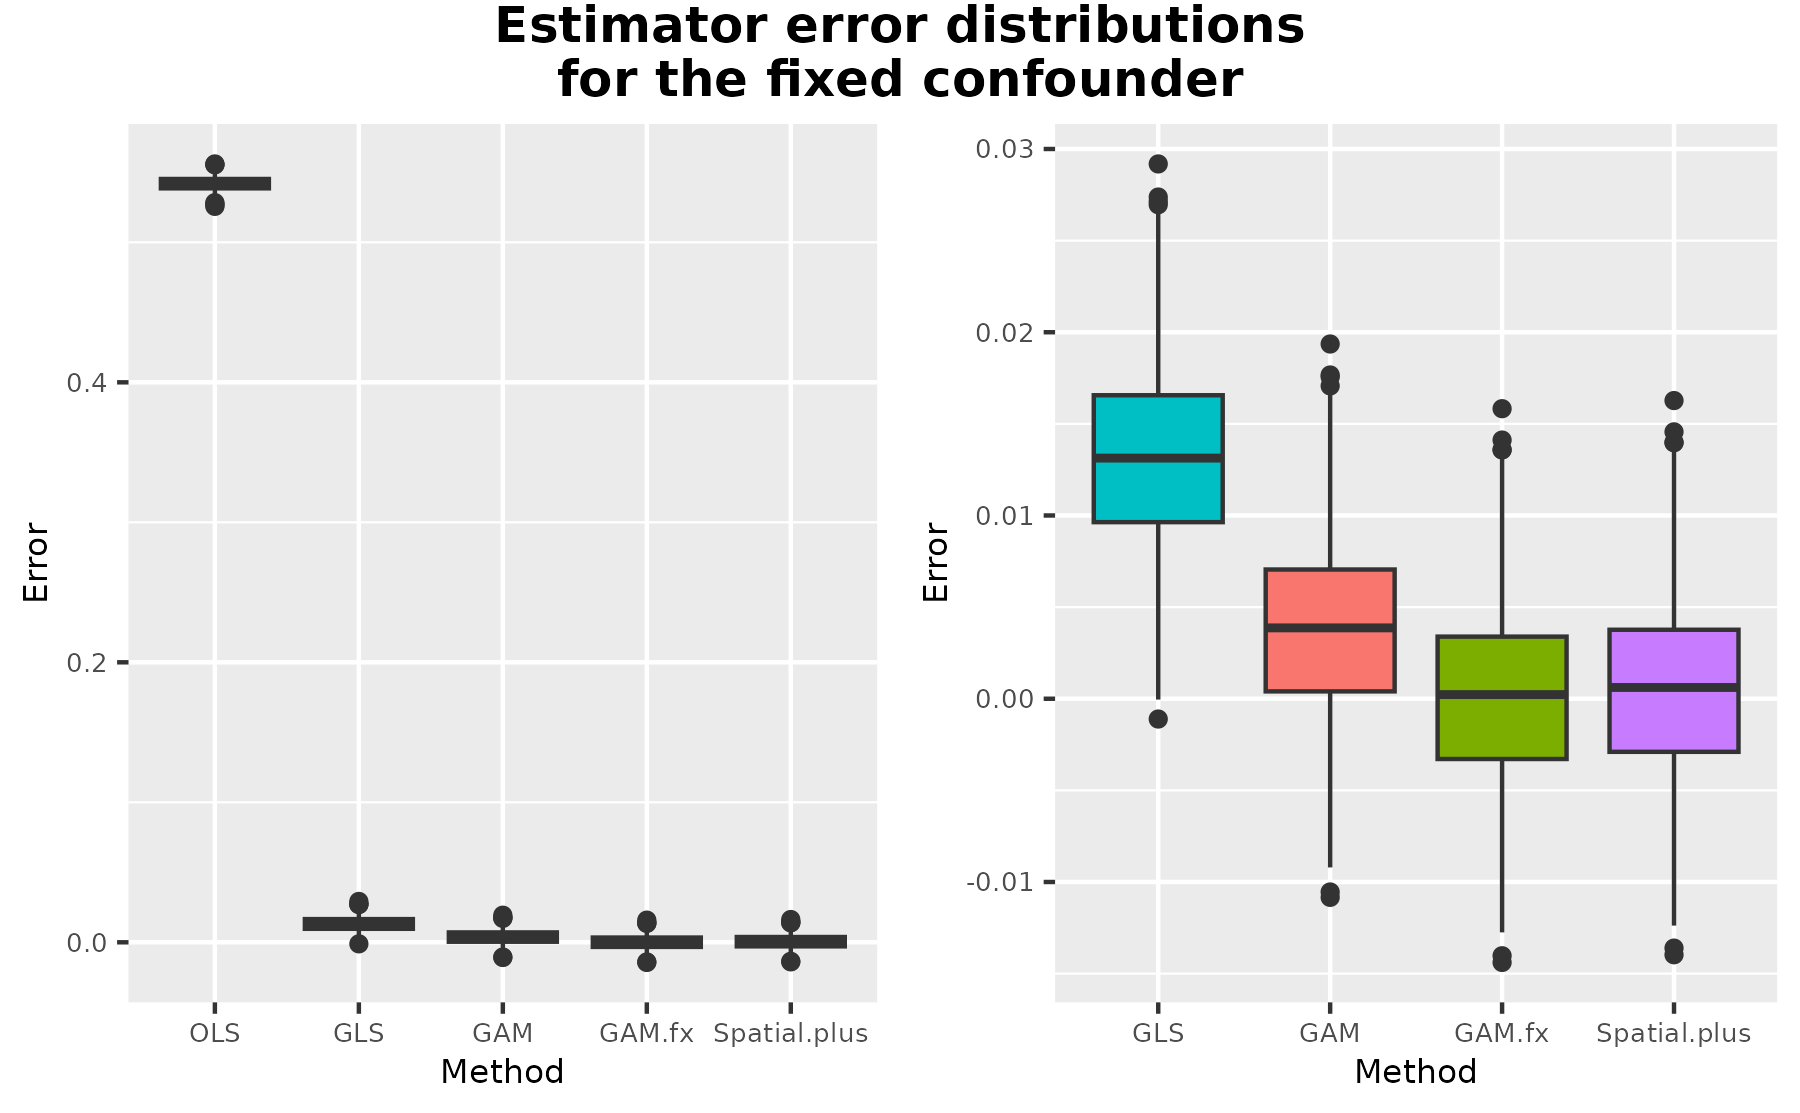 Estimator error distributions
for the fixed confounder
Error
0.4
0.2
0.0
OLS GLS GAM GAM.fx Spatial.plus
Method
Error
0.03
0.02
0.01
0.00
-0.01
GLS GAM GAM.fx Spatial.plus
Method